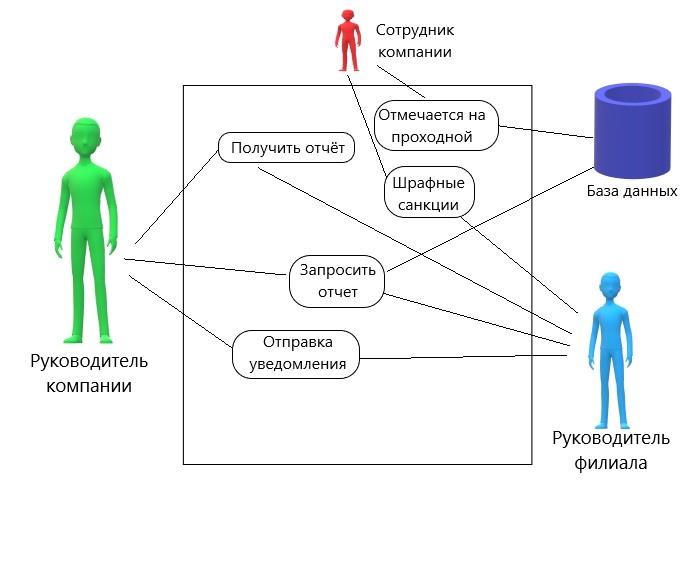 Сотрудник
компании
Отмечается на
проходной
Получить отчёт
Шрафные
санкции
База данных
Запросить
отчет
Отправка
уведомления
Руководитель
компании
Руководитель
филиала